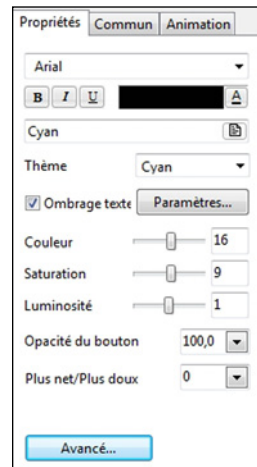 Propriétés Commun Animation
Arial
B I U A
Cyan
Thème Cyan
Ombrage texte Paramètres...
Couleur 16
Saturation 9
Luminosité 1
Opacité du bouton 100,0
Plus net/Plus doux 0
Avancé...